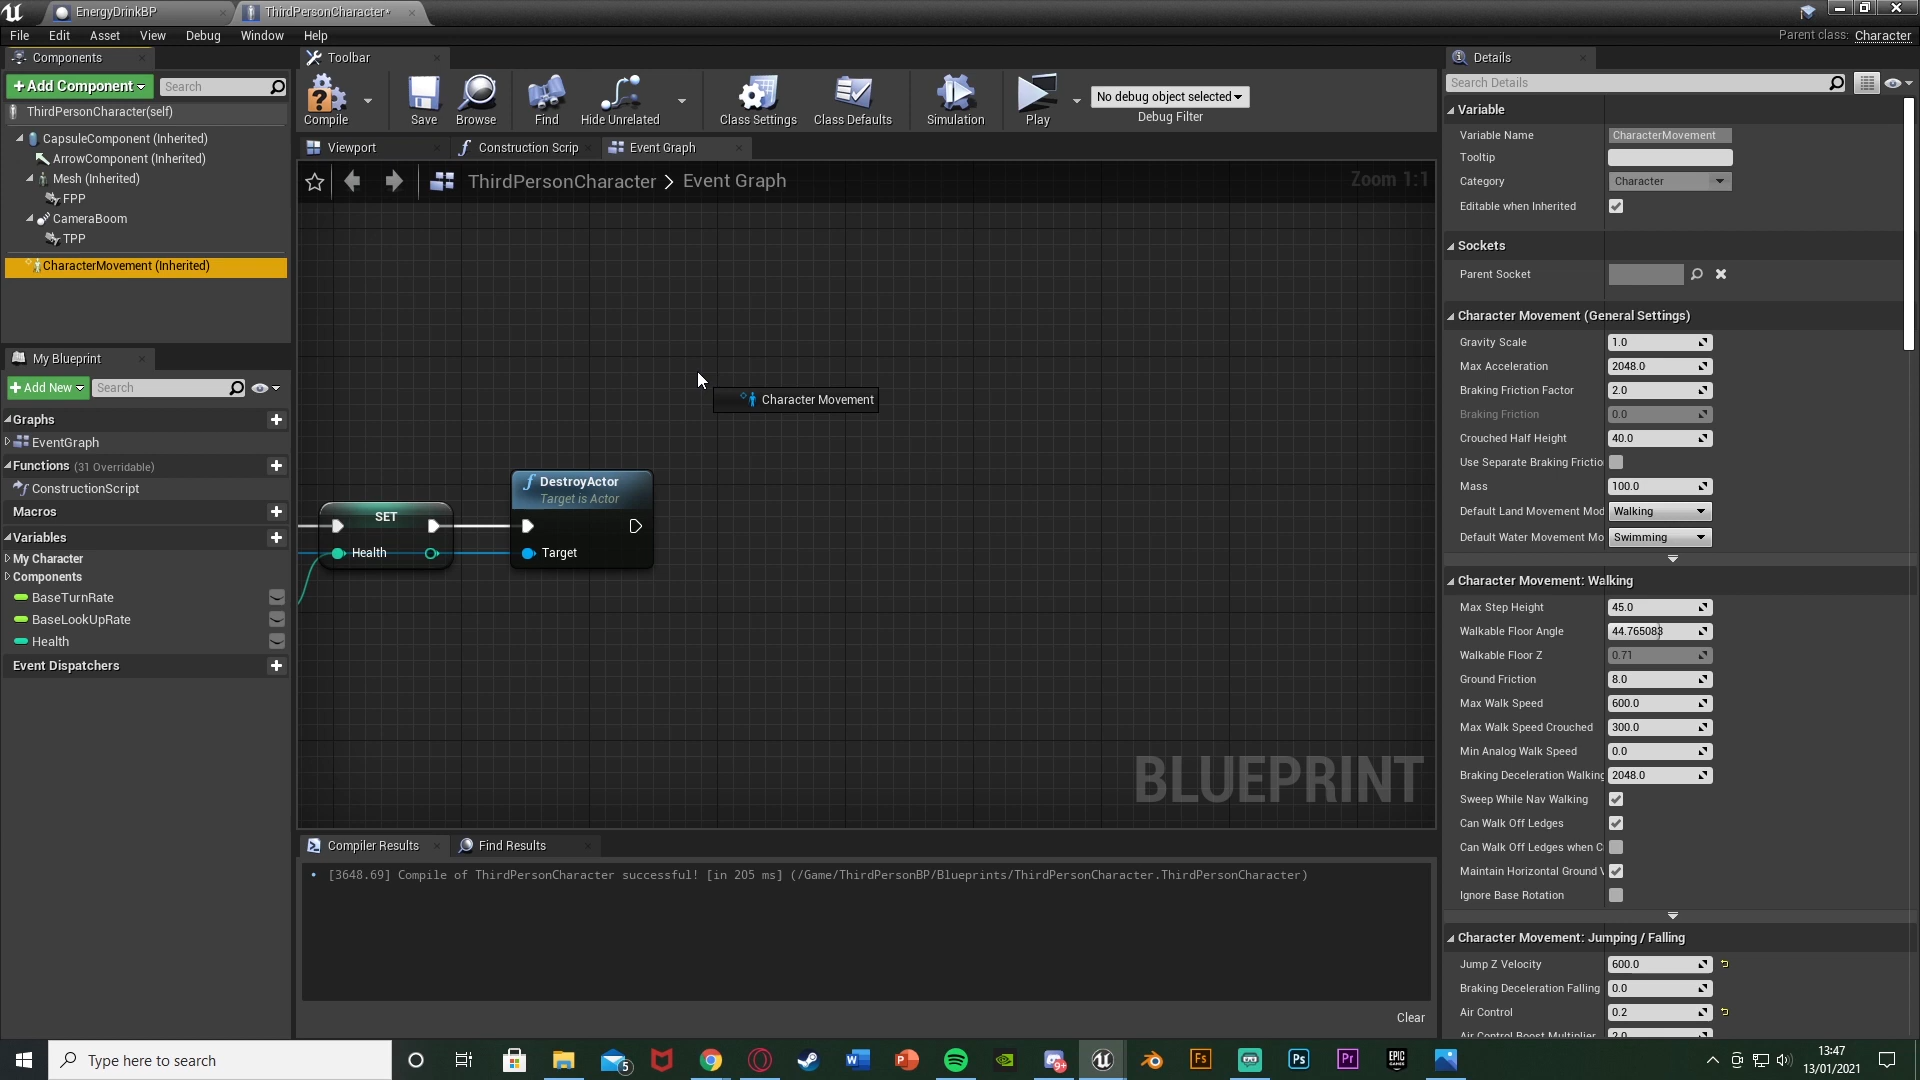 EnergyDrinkBP
ThirdPersonCharacter*
File Edit Asset View Debug Window Help
Parent class: Character
Components
+ Add Component
Search
ThirdPersonCharacter(self)
CapsuleComponent (Inherited)
ArrowComponent (Inherited)
Mesh (Inherited)
FPP
CameraBoom
TPP
CharacterMovement (Inherited)
My Blueprint
+ Add New
Search
Graphs
EventGraph
Functions (31 Overridable)
ConstructionScript
Macros
Variables
My Character
Components
BaseTurnRate
BaseLookUpRate
Health
Event Dispatchers
Toolbar
Compile
Save
Browse
Find
Hide Unrelated
Class Settings
Class Defaults
Simulation
Play
No debug object selected
Debug Filter
Viewport
Construction Scrip
Event Graph
ThirdPersonCharacter > Event Graph
Zoom 1:1
Character Movement
SET
Health
DestroyActor
Target is Actor
Target
BLUEPRINT
Compiler Results
Find Results
[3648.69] Compile of ThirdPersonCharacter successful! [in 205 ms] (/Game/ThirdPersonBP/Blueprints/ThirdPersonCharacter.ThirdPersonCharacter)
Clear
Details
Search Details
Variable
Variable Name CharacterMovement
Tooltip
Category Character
Editable when Inherited
Sockets
Parent Socket
Character Movement (General Settings)
Gravity Scale 1.0
Max Acceleration 2048.0
Braking Friction Factor 2.0
Braking Friction 0.0
Crouched Half Height 40.0
Use Separate Braking Frictio
Mass 100.0
Default Land Movement Mod Walking
Default Water Movement Mo Swimming
Character Movement: Walking
Max Step Height 45.0
Walkable Floor Angle 44.765083
Walkable Floor Z 0.71
Ground Friction 8.0
Max Walk Speed 600.0
Max Walk Speed Crouched 300.0
Min Analog Walk Speed 0.0
Braking Deceleration Walking 2048.0
Sweep While Nav Walking
Can Walk Off Ledges
Can Walk Off Ledges when C
Maintain Horizontal Ground V
Ignore Base Rotation
Character Movement: Jumping / Falling
Jump Z Velocity 600.0
Braking Deceleration Falling 0.0
Air Control 0.2
Air Control Boost Multiplier 2.0
Type here to search
5
W
P
9+
Fs
Ps
Pr
EPIC GAMES
13:47
13/01/2021